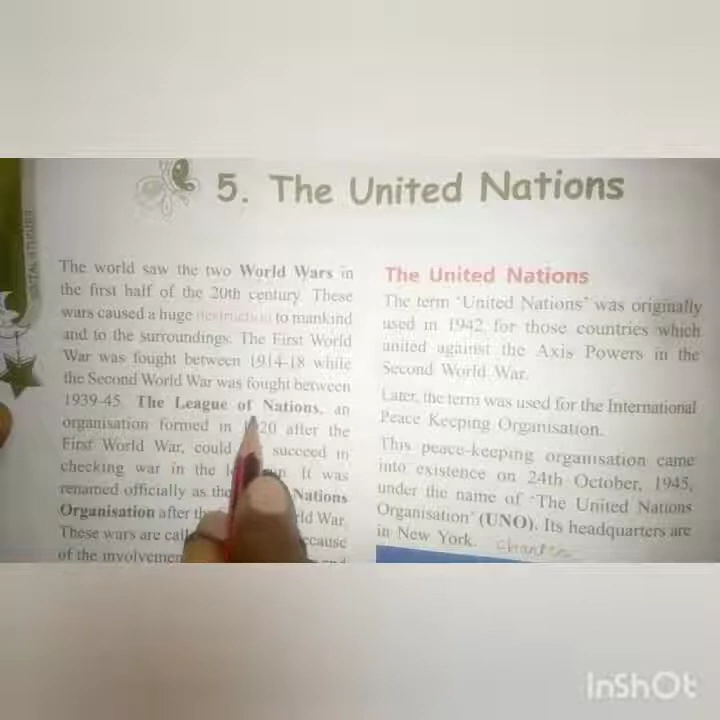 5. The United Nations
The world saw the two World Wars in
the first half of the 20th century. These
wars caused a huge destruction to mankind
and to the surroundings. The First World
War was fought between 1914-18 while
the Second World War was fought between
1939-45. The League of Nations, an
organisation formed in 20 after the
First World War, could succeed in
checking war in the It was
renamed officially as the Nations
Organisation after World War.
These wars are
of the
The United Nations
The term 'United Nations' was originally
used in 1942 for those countries which
united against the Axis Powers in the
Second World War.
Later, the term was used for the International
Peace Keeping Organisation.
This peace-keeping organisation came
into existence on 24th October, 1945,
under the name of 'The United Nations
Organisation' (UNO). Its headquarters are
in New York.
InShOt